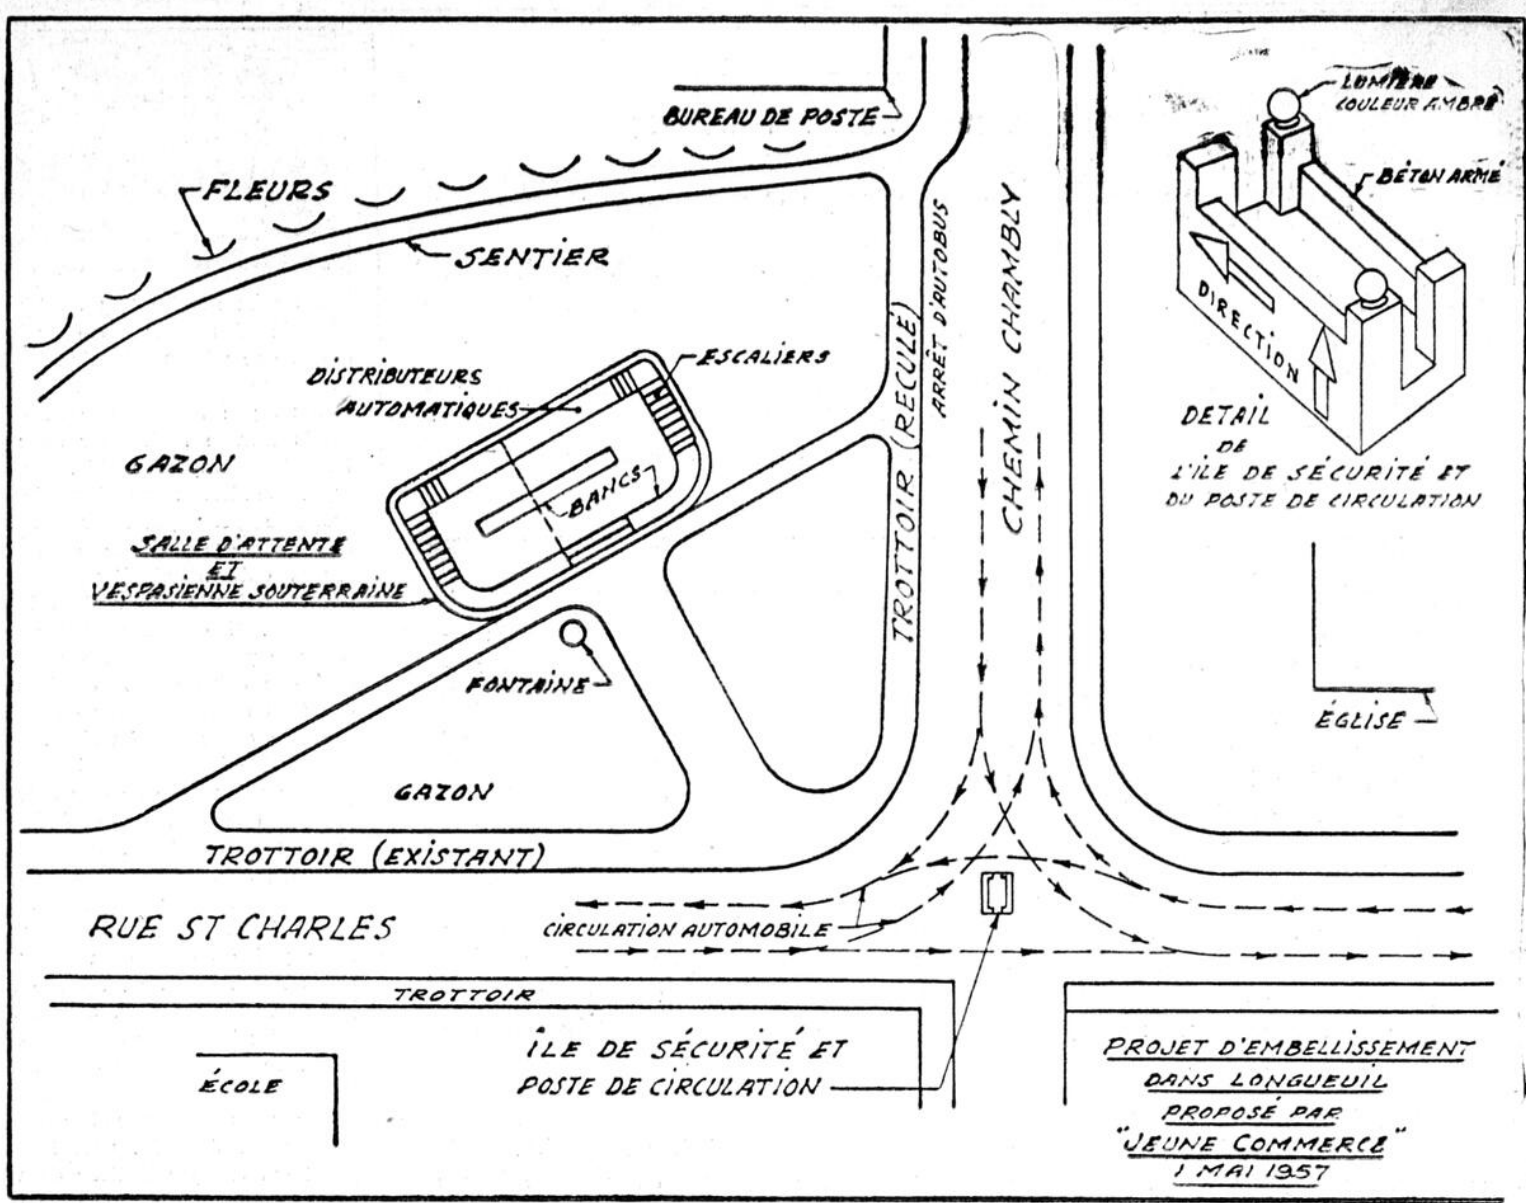 BUREAU DE POSTE
LUMIÈRE
COULEUR AMBRÉ
BÉTON ARMÉ
FLEURS
SENTIER
CHEMIN CHAMBLY
ARRÊT D'AUTOBUS
TROTTOIR (RECULÉ)
DIRECTION
DETAIL
DE
L'ILE DE SÉCURITÉ ET
DU POSTE DE CIRCULATION
DISTRIBUTEURS
AUTOMATIQUES
ESCALIERS
GAZON
BANCS
SALLE D'ATTENTE
ET
VESPASIENNE SOUTERRAINE
FONTAINE
ÉGLISE
GAZON
TROTTOIR (EXISTANT)
RUE ST CHARLES
CIRCULATION AUTOMOBILE
TROTTOIR
ÉCOLE
ÎLE DE SÉCURITÉ ET
POSTE DE CIRCULATION
PROJET D'EMBELLISSEMENT
DANS LONGUEUIL
PROPOSÉ PAR
"JEUNE COMMERCE"
1 MAI 1957